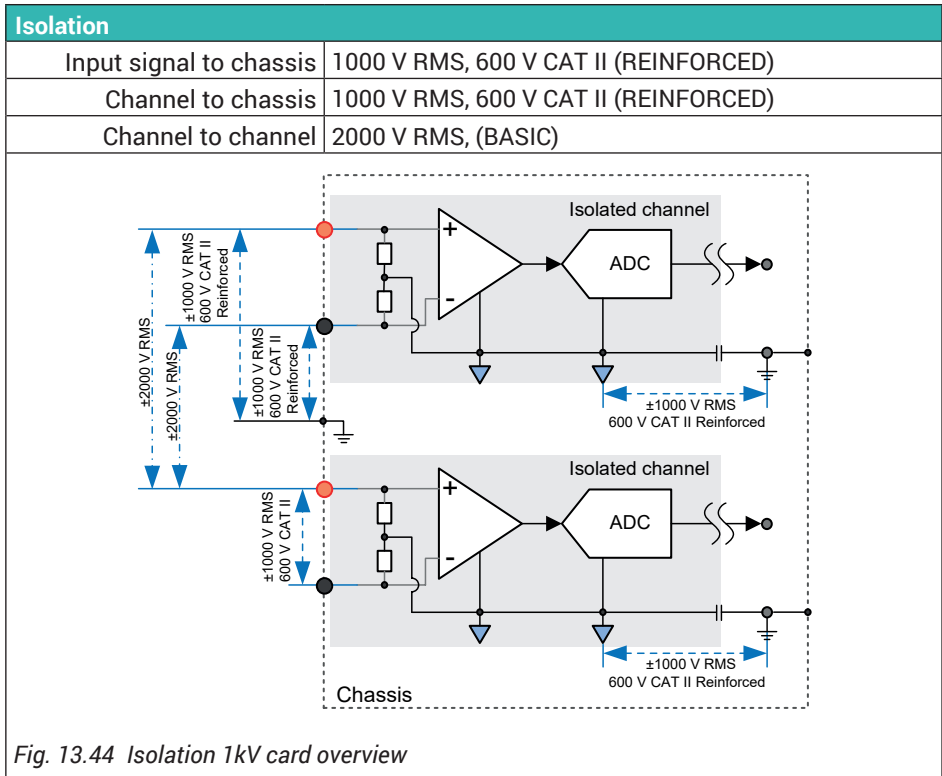 Isolation
Input signal to chassis 1000 V RMS, 600 V CAT II (REINFORCED)
Channel to chassis 1000 V RMS, 600 V CAT II (REINFORCED)
Channel to channel 2000 V RMS, (BASIC)
Isolated channel
+
-
ADC
±2000 V RMS
±2000 V RMS
±1000 V RMS
600 V CAT II
Reinforced
±1000 V RMS
600 V CAT II
Reinforced
±1000 V RMS
600 V CAT II Reinforced
Isolated channel
+
-
ADC
±1000 V RMS
600 V CAT II
±1000 V RMS
600 V CAT II Reinforced
Chassis
Fig. 13.44 Isolation 1kV card overview